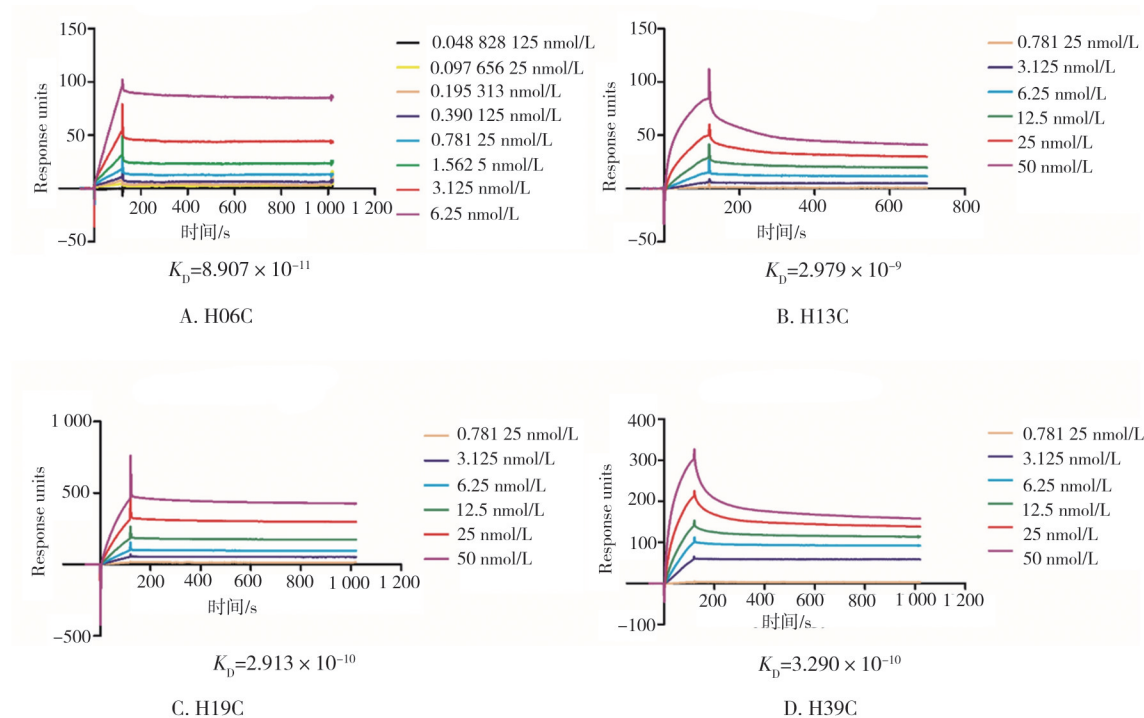 150
100
50
-50
Response units
200
400
600
800
1 000
1 200
时间/s
0.048 828 125 nmol/L
0.097 656 25 nmol/L
0.195 313 nmol/L
0.390 125 nmol/L
0.781 25 nmol/L
1.562 5 nmol/L
3.125 nmol/L
6.25 nmol/L
K_D=8.907 × 10⁻¹¹
A. H06C
150
100
50
-50
Response units
200
400
600
800
时间/s
0.781 25 nmol/L
3.125 nmol/L
6.25 nmol/L
12.5 nmol/L
25 nmol/L
50 nmol/L
K_D=2.979 × 10⁻⁹
B. H13C
1 000
500
0
-500
Response units
200
400
600
800
1 000
1 200
时间/s
0.781 25 nmol/L
3.125 nmol/L
6.25 nmol/L
12.5 nmol/L
25 nmol/L
50 nmol/L
K_D=2.913 × 10⁻¹⁰
C. H19C
400
300
200
100
0
-100
Response units
200
400
600
800
1 000
1 200
时间/s
0.781 25 nmol/L
3.125 nmol/L
6.25 nmol/L
12.5 nmol/L
25 nmol/L
50 nmol/L
K_D=3.290 × 10⁻¹⁰
D. H39C